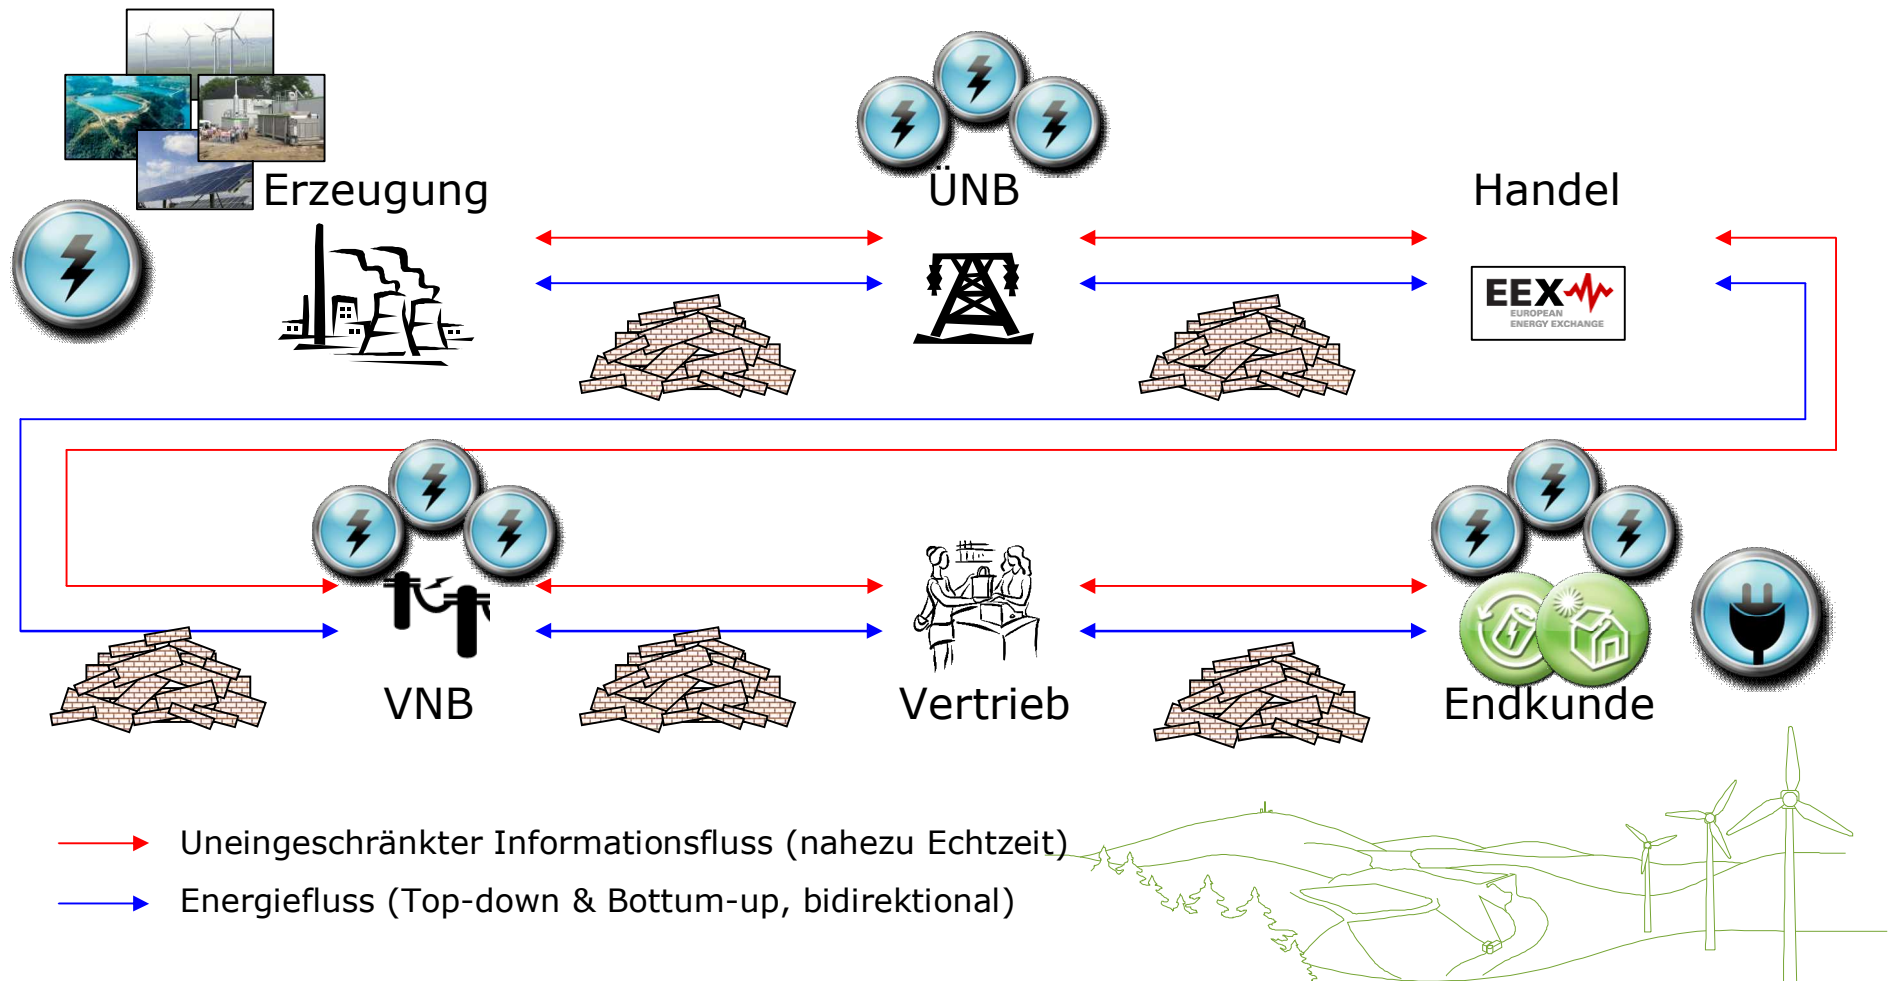 Erzeugung
ÜNB
Handel
EEX
EUROPEAN
ENERGY EXCHANGE
VNB
Vertrieb
Endkunde
Uneingeschränkter Informationsfluss (nahezu Echtzeit)
Energiefluss (Top-down & Bottum-up, bidirektional)